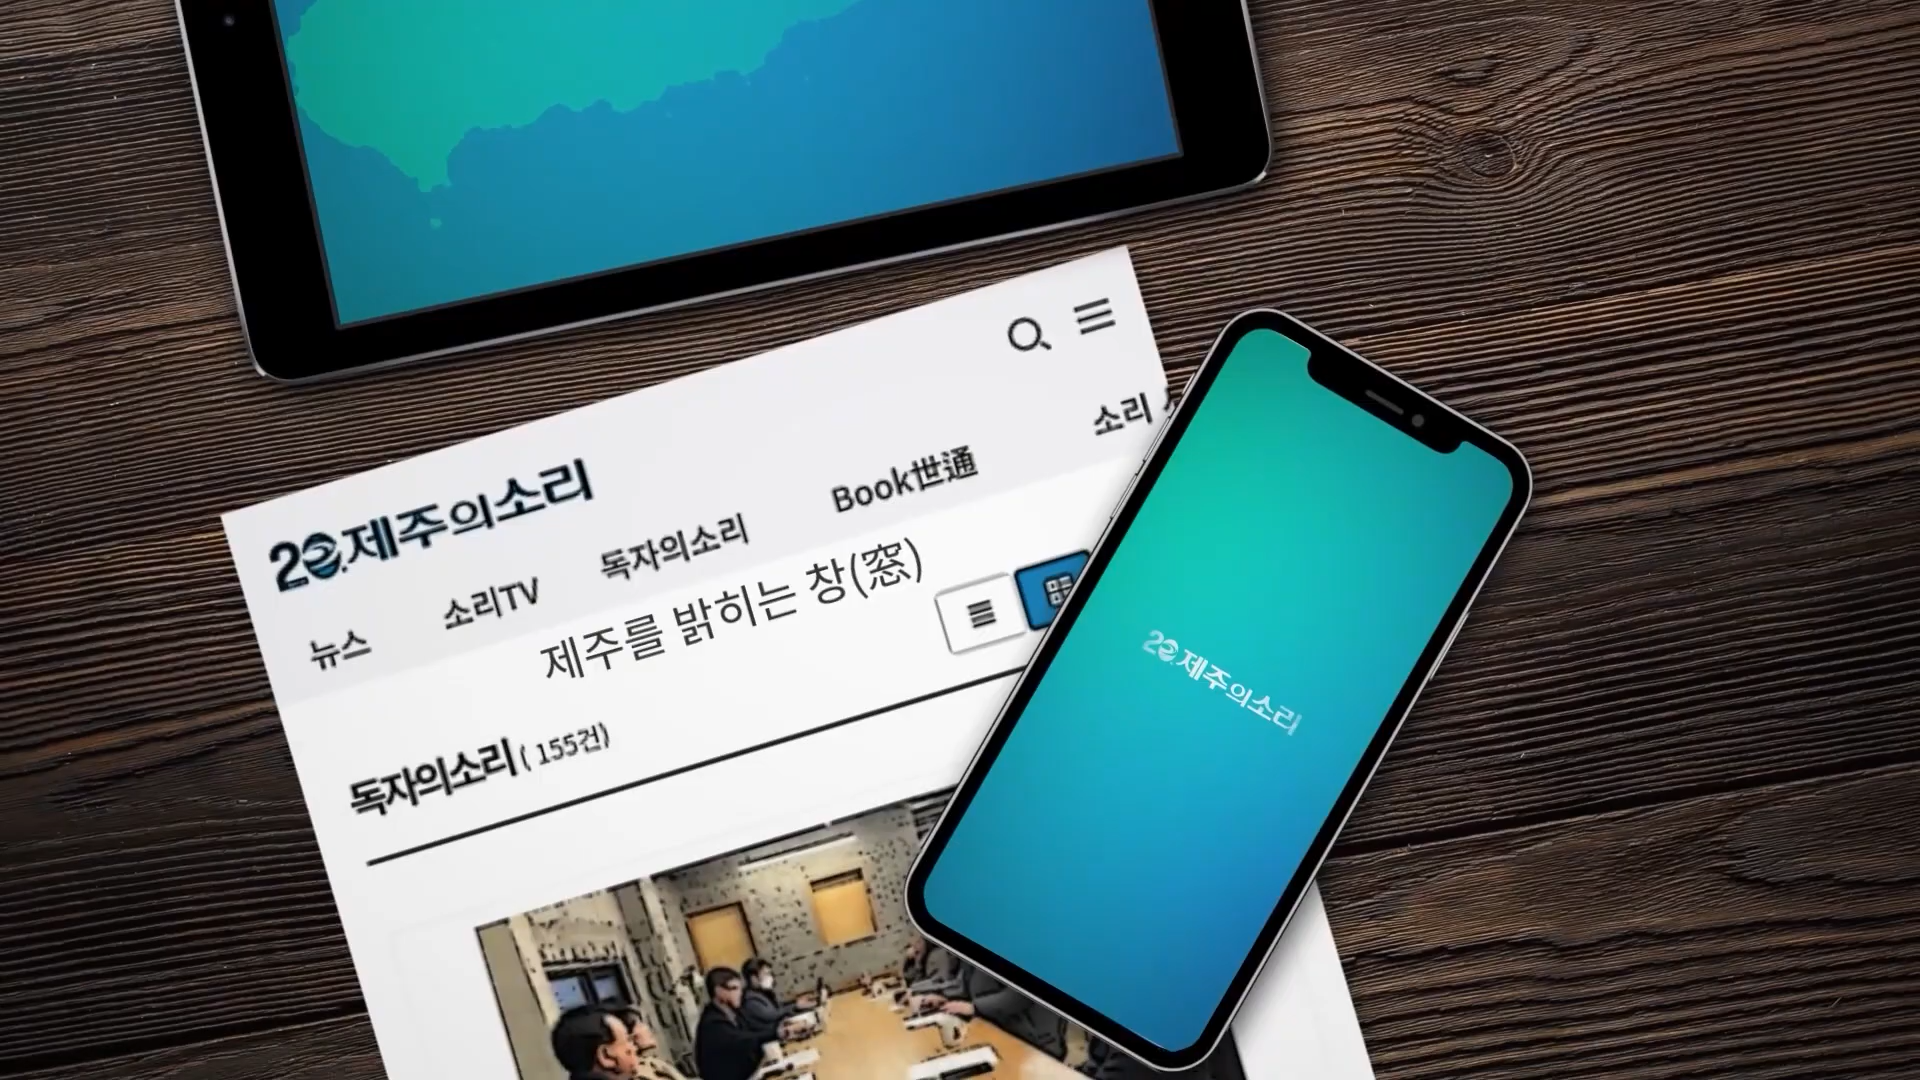 20.제주의소리
뉴스 소리TV 독자의소리 Book世通 소리
제주를 밝히는 창(窓)
독자의소리 ( 155건)
20.제주의소리